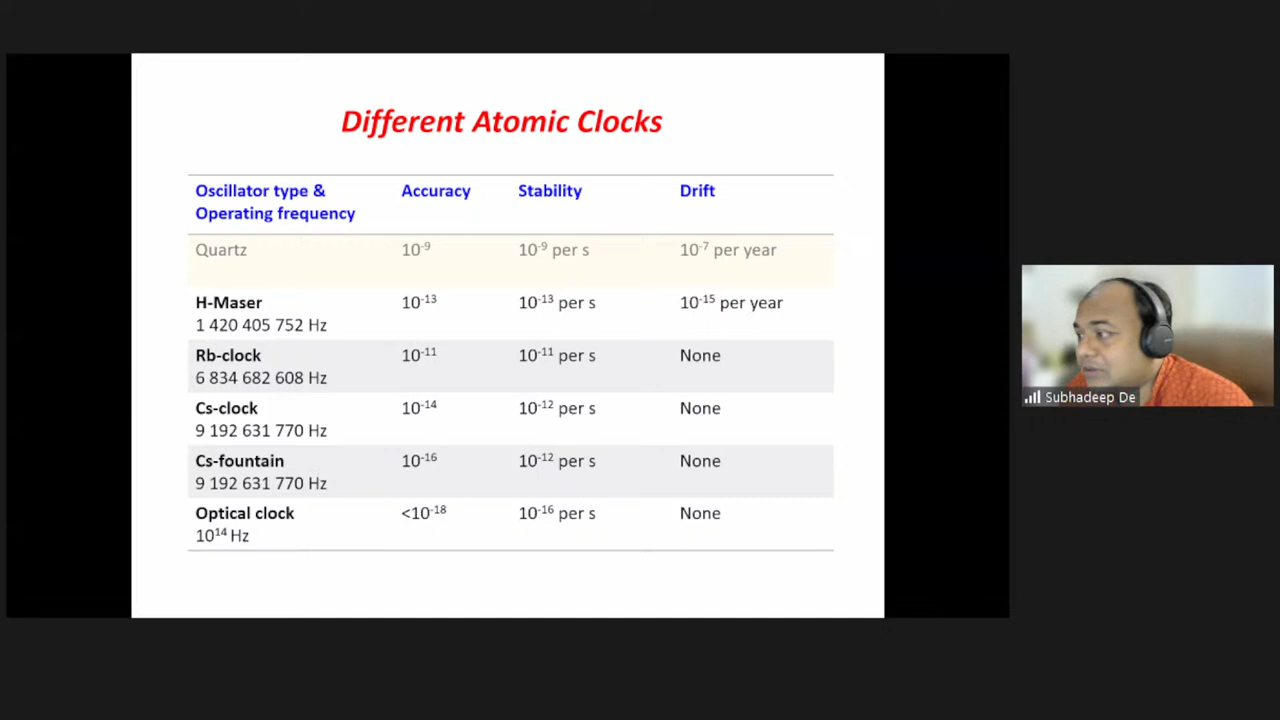 Different Atomic Clocks
Oscillator type & Operating frequency Accuracy Stability Drift
Quartz 10⁻⁹ 10⁻⁹ per s 10⁻⁷ per year
H-Maser 10⁻¹³ 10⁻¹³ per s 10⁻¹⁵ per year
1 420 405 752 Hz
Rb-clock 10⁻¹¹ 10⁻¹¹ per s None
6 834 682 608 Hz
Cs-clock 10⁻¹⁴ 10⁻¹² per s None
9 192 631 770 Hz
Cs-fountain 10⁻¹⁶ 10⁻¹² per s None
9 192 631 770 Hz
Optical clock <10⁻¹⁸ 10⁻¹⁶ per s None
10¹⁴ Hz
Subhadeep De